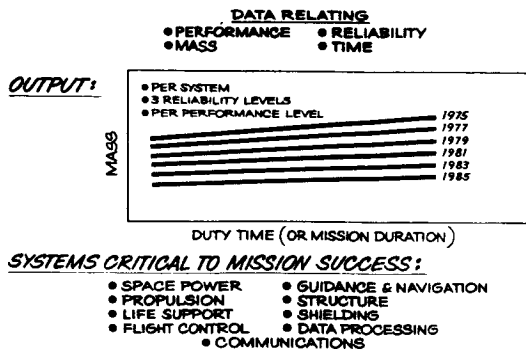 DATA RELATING
• PERFORMANCE • RELIABILITY
• MASS • TIME
OUTPUT:
• PER SYSTEM
• 3 RELIABILITY LEVELS
• PER PERFORMANCE LEVEL
1975
1977
1979
1981
1983
1985
MASS
DUTY TIME (OR MISSION DURATION)
SYSTEMS CRITICAL TO MISSION SUCCESS:
• SPACE POWER • GUIDANCE & NAVIGATION
• PROPULSION • STRUCTURE
• LIFE SUPPORT • SHIELDING
• FLIGHT CONTROL • DATA PROCESSING
• COMMUNICATIONS